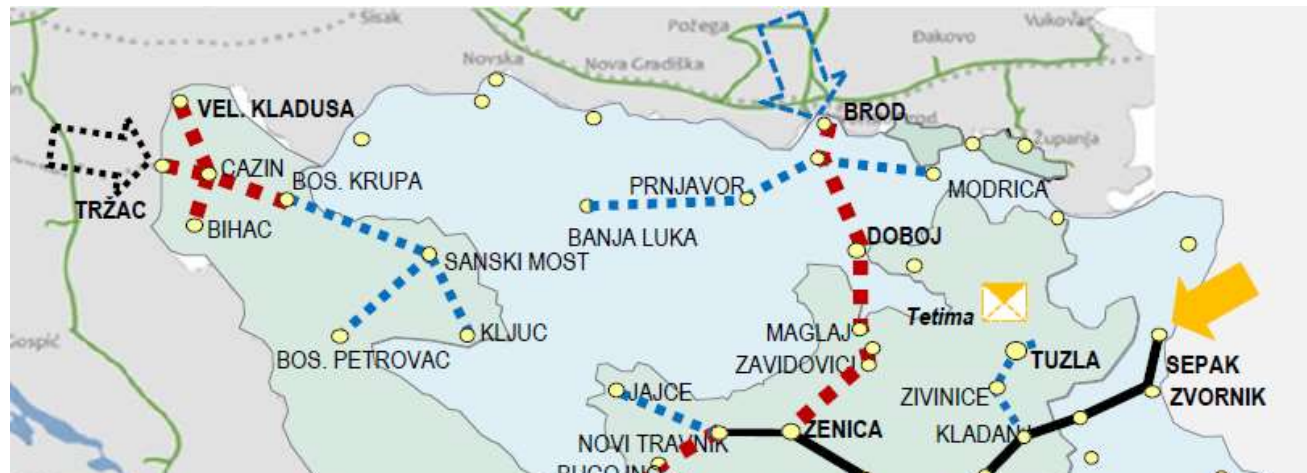 Sisak
Požega
Vukovar
Đakovo
Novska
Nova Gradiška
VEL. KLADUSA
BROD
Županja
CAZIN
BOS. KRUPA
PRNJAVOR
MODRICA
TRŽAC
BIHAC
BANJA LUKA
DOBOJ
SANSKI MOST
Tetima
Gospić
KLJUC
MAGLAJ
BOS. PETROVAC
ZAVIDOVICI
TUZLA
SEPAK
JAJCE
ZIVINICE
ZVORNIK
NOVI TRAVNIK
ZENICA
KLADANJ
BUGOJNO